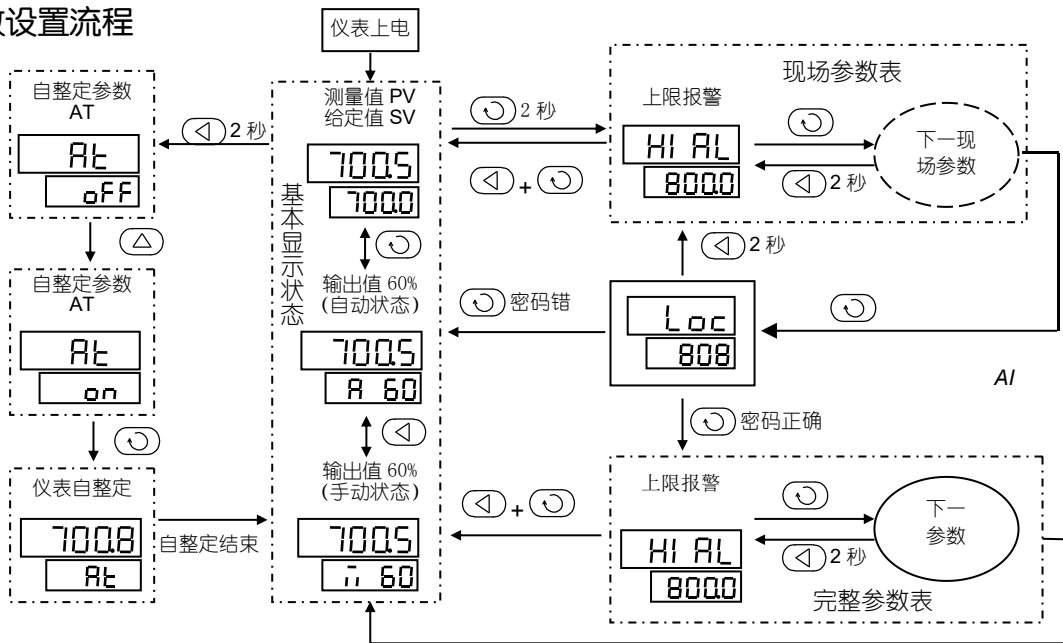 数设置流程
仪表上电
自整定参数
AT
At
oFF
自整定参数
AT
At
on
仪表自整定
700.8
At
2 秒
自整定结束
基本显示状态
测量值 PV
给定值 SV
700.5
700.0
输出值 60%
(自动状态)
700.5
A 60
输出值 60%
(手动状态)
700.5
60
2 秒
+
密码错
+
现场参数表
上限报警
HI AL
800.0
2 秒
下一现
场参数
2 秒
Loc
808
AI
密码正确
上限报警
HI AL
800.0
2 秒
下一
参数
完整参数表